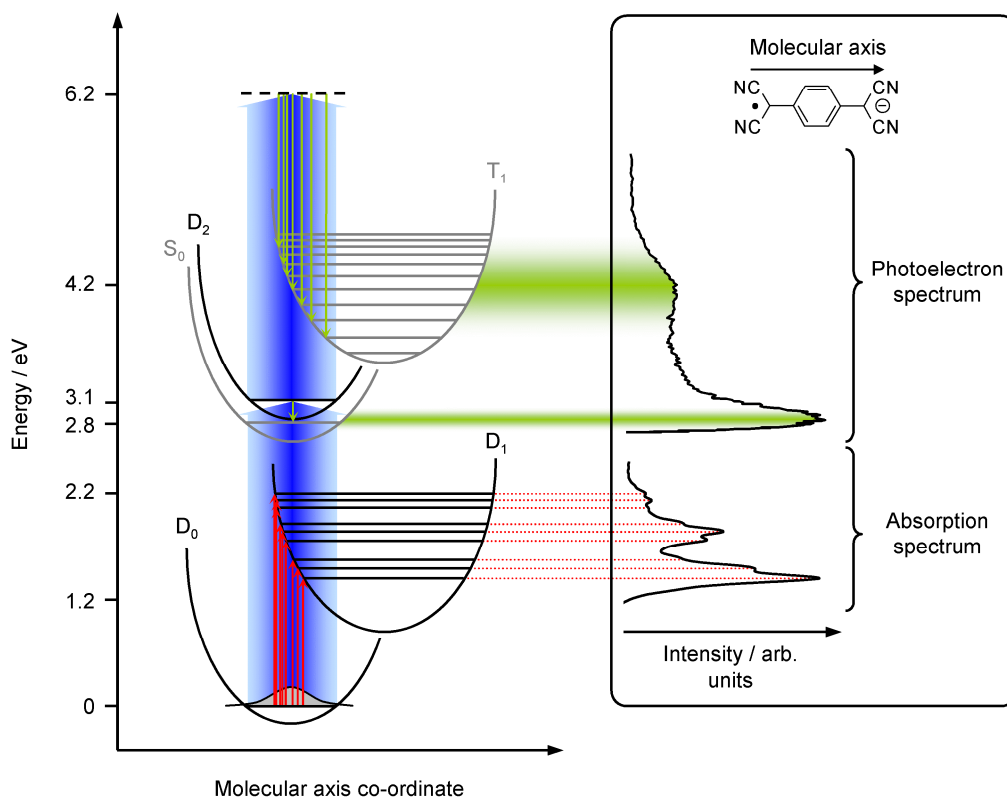 Energy / eV
6.2
4.2
3.1
2.8
2.2
1.2
0
Molecular axis co-ordinate
T1
D2
S0
D1
D0
Molecular axis
NC
CN
NC
CN
Photoelectron
spectrum
Absorption
spectrum
Intensity / arb.
units